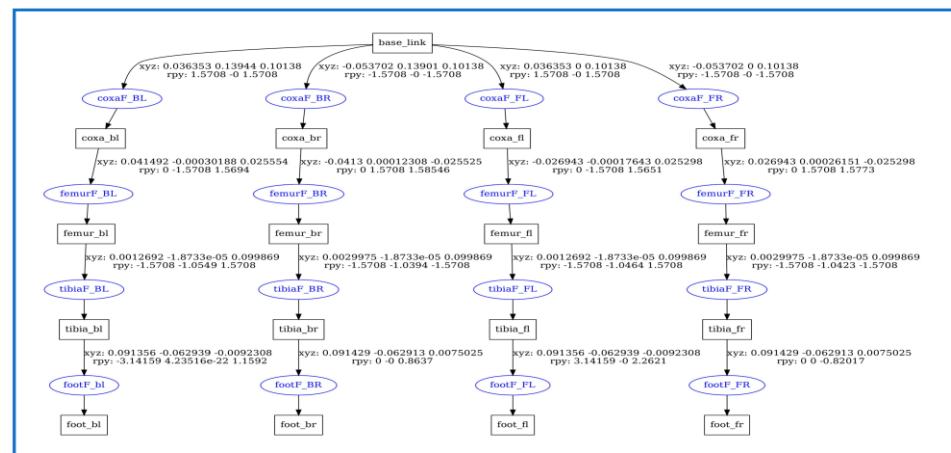 base_link
xyz: 0.036353 0.13944 0.10138
rpy: 1.5708 -0 1.5708
xyz: -0.053702 0.13901 0.10138
rpy: -1.5708 -0 -1.5708
xyz: 0.036353 0 0.10138
rpy: 1.5708 -0 1.5708
xyz: -0.053702 0 0.10138
rpy: -1.5708 -0 -1.5708
coxaF_BL
coxaF_BR
coxaF_FL
coxaF_FR
coxa_bl
coxa_br
coxa_fl
coxa_fr
xyz: 0.041492 -0.00030188 0.025554
rpy: 0 -1.5708 1.5694
xyz: -0.0413 0.00012308 -0.025525
rpy: 0 1.5708 1.58546
xyz: -0.026943 -0.00017643 0.025298
rpy: 0 -1.5708 1.5651
xyz: 0.026943 0.00026151 -0.025298
rpy: 0 1.5708 1.5773
femurF_BL
femurF_BR
femurF_FL
femurF_FR
femur_bl
femur_br
femur_fl
femur_fr
xyz: 0.0012692 -1.8733e-05 0.099869
rpy: -1.5708 -1.0549 1.5708
xyz: 0.0029975 -1.8733e-05 0.099869
rpy: -1.5708 -1.0394 -1.5708
xyz: 0.0012692 -1.8733e-05 0.099869
rpy: -1.5708 -1.0464 1.5708
xyz: 0.0029975 -1.8733e-05 0.099869
rpy: -1.5708 -1.0423 -1.5708
tibiaF_BL
tibiaF_BR
tibiaF_FL
tibiaF_FR
tibia_bl
tibia_br
tibia_fl
tibia_fr
xyz: 0.091356 -0.062939 -0.0092308
rpy: -3.14159 4.23516e-22 1.1592
xyz: 0.091429 -0.062913 0.0075025
rpy: 0 -0 0.8637
xyz: 0.091356 -0.062939 -0.0092308
rpy: 3.14159 -0 2.2621
xyz: 0.091429 -0.062913 0.0075025
rpy: 0 0 -0.82017
footF_bl
footF_BR
footF_FL
footF_FR
foot_bl
foot_br
foot_fl
foot_fr